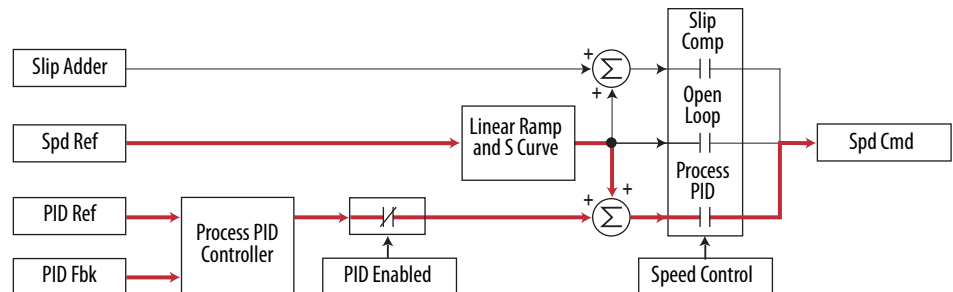 Slip
Comp
+
Slip Adder
Σ
+
Open
Loop
Spd Ref
Linear Ramp
and S Curve
Spd Cmd
Process
PID
+
+
PID Ref
Σ
Process PID
Controller
PID Fbk
PID Enabled
Speed Control